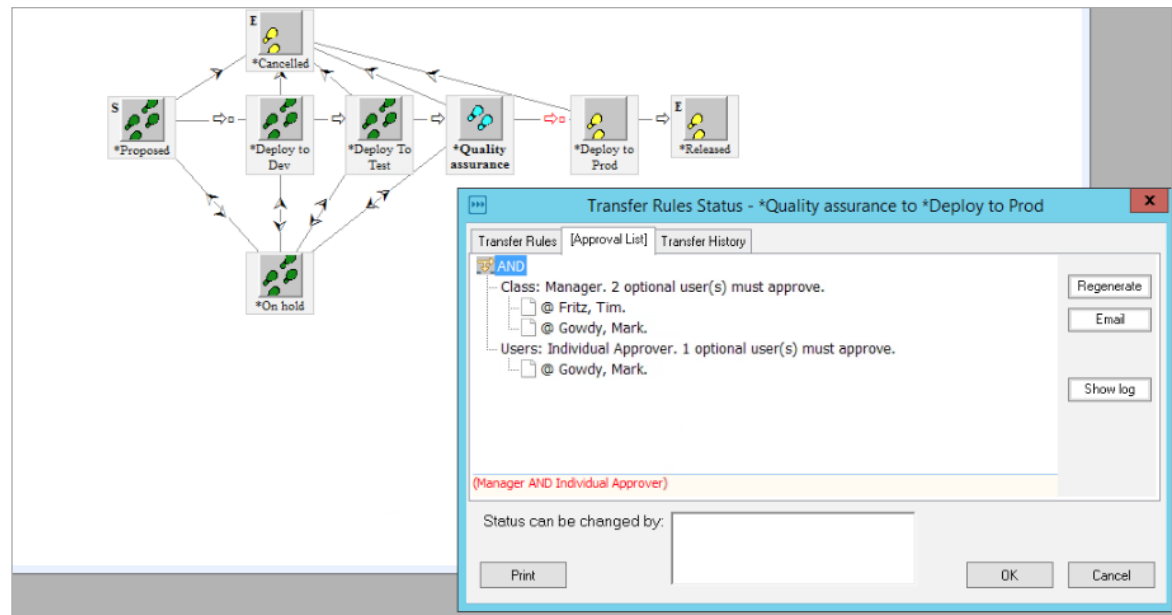 E
*Cancelled
S
*Proposed
*Deploy to
Dev
*Deploy To
Test
*Quality
assurance
*Deploy to
Prod
E
*Released
*On hold
Transfer Rules Status - *Quality assurance to *Deploy to Prod
x
Transfer Rules
[Approval List]
Transfer History
AND
Class: Manager. 2 optional user(s) must approve.
@ Fritz, Tim.
@ Gowdy, Mark.
Users: Individual Approver. 1 optional user(s) must approve.
@ Gowdy, Mark.
Regenerate
Email
Show log
(Manager AND Individual Approver)
Status can be changed by:
Print
OK
Cancel